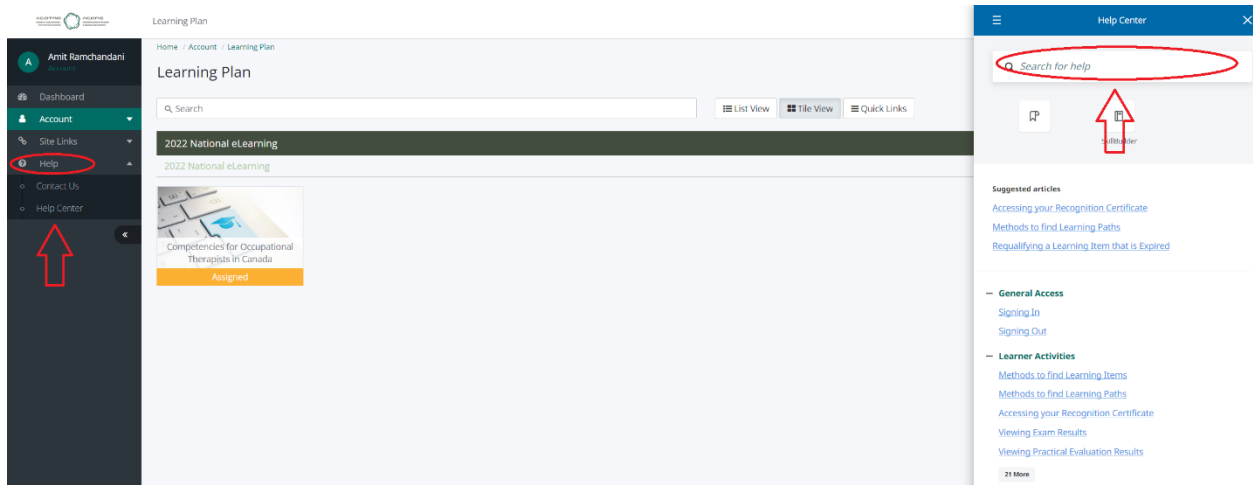 Learning Plan
Help Center
Home / Account / Learning Plan
A
Amit Ramchandani
Account
Learning Plan
Search for help
Dashboard
Search
List View
Tile View
Quick Links
Account
Site Links
2022 National eLearning
SkillBuilder
Help
2022 National eLearning
Contact Us
Help Center
Suggested articles
Accessing your Recognition Certificate
Methods to find Learning Paths
Requalifying a Learning Item that is Expired
Competencies for Occupational
Therapists in Canada
Assigned
General Access
Signing In
Signing Out
Learner Activities
Methods to find Learning Items
Methods to find Learning Paths
Accessing your Recognition Certificate
Viewing Exam Results
Viewing Practical Evaluation Results
21 More